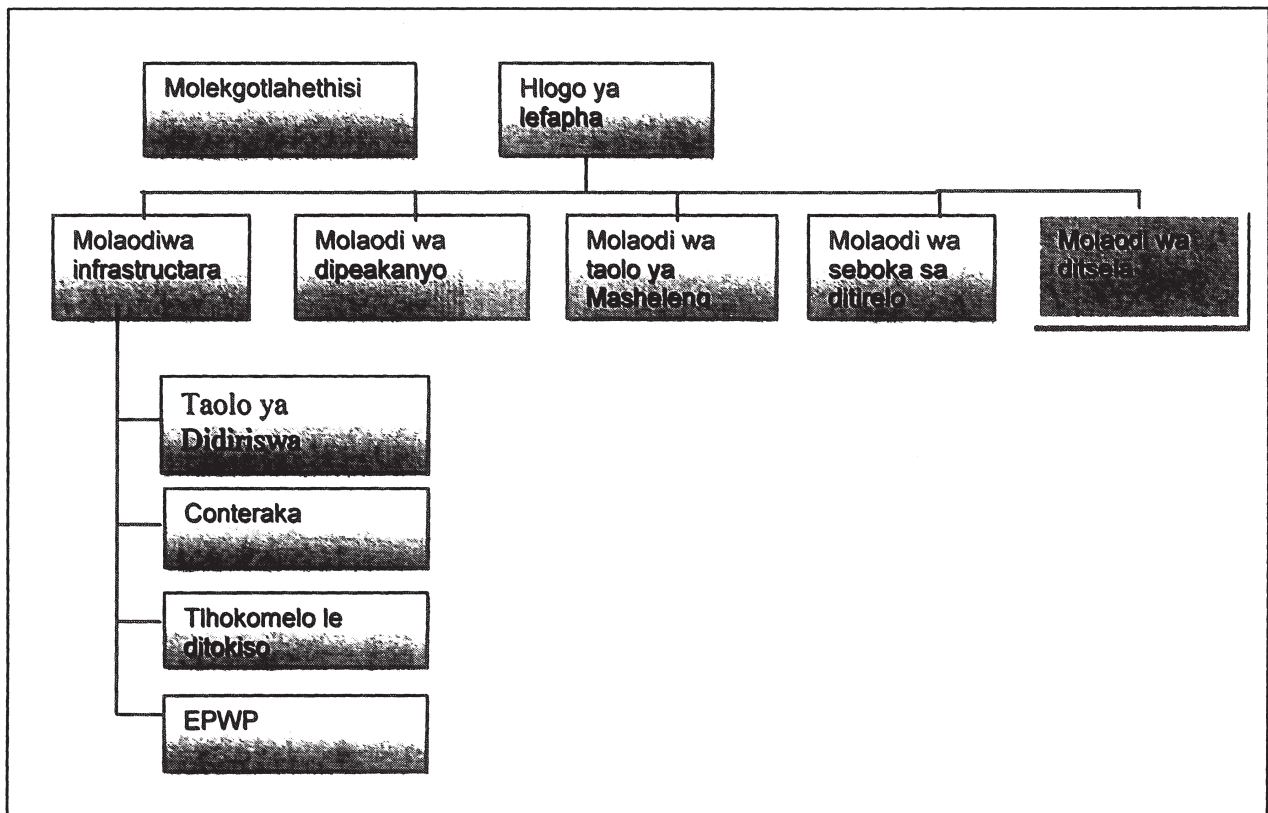 Molekgotlahethisi
Hlogo ya
lefapha
Molaodiwa
infrastructara
Molaodi wa
dipeakanyo
Molaodi wa
taolo ya
Masheleng
Molaodi wa
seboka sa
ditirelo
Molaodi wa
ditsela
Taolo ya
Didiriswa
Conteraka
Tlhokomelo le
ditokiso
EPWP